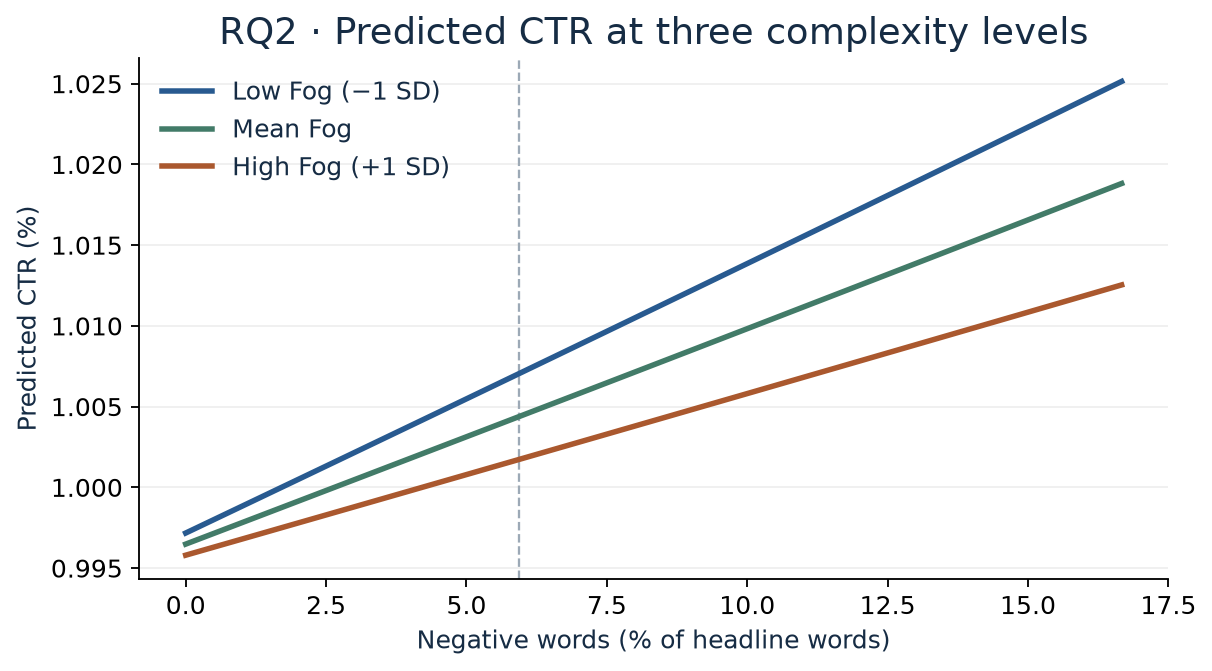 RQ2 · Predicted CTR at three complexity levels
Low Fog (−1 SD)
Mean Fog
High Fog (+1 SD)
Predicted CTR (%)
1.025
1.020
1.015
1.010
1.005
1.000
0.995
0.0 2.5 5.0 7.5 10.0 12.5 15.0 17.5
Negative words (% of headline words)